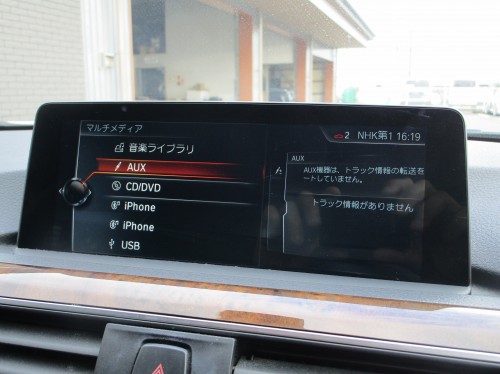 マルチメディア
2 NHK第1 16:19
音楽ライブラリ
AUX
CD/DVD
iPhone
iPhone
USB
AUX
AUX機器は、トラック情報の転送を
ートしていません。
トラック情報がありません